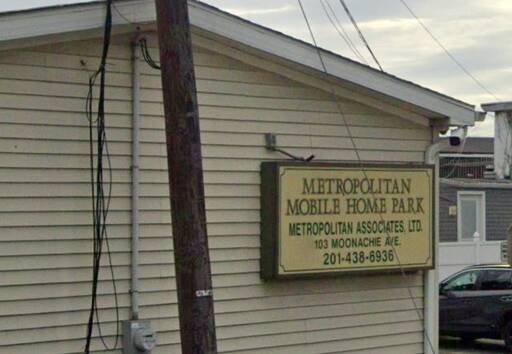 METROPOLITAN
MOBILE HOME PARK
METROPOLITAN ASSOCIATES, LTD.
103 MOONACHIE AVE.
201-438-6936